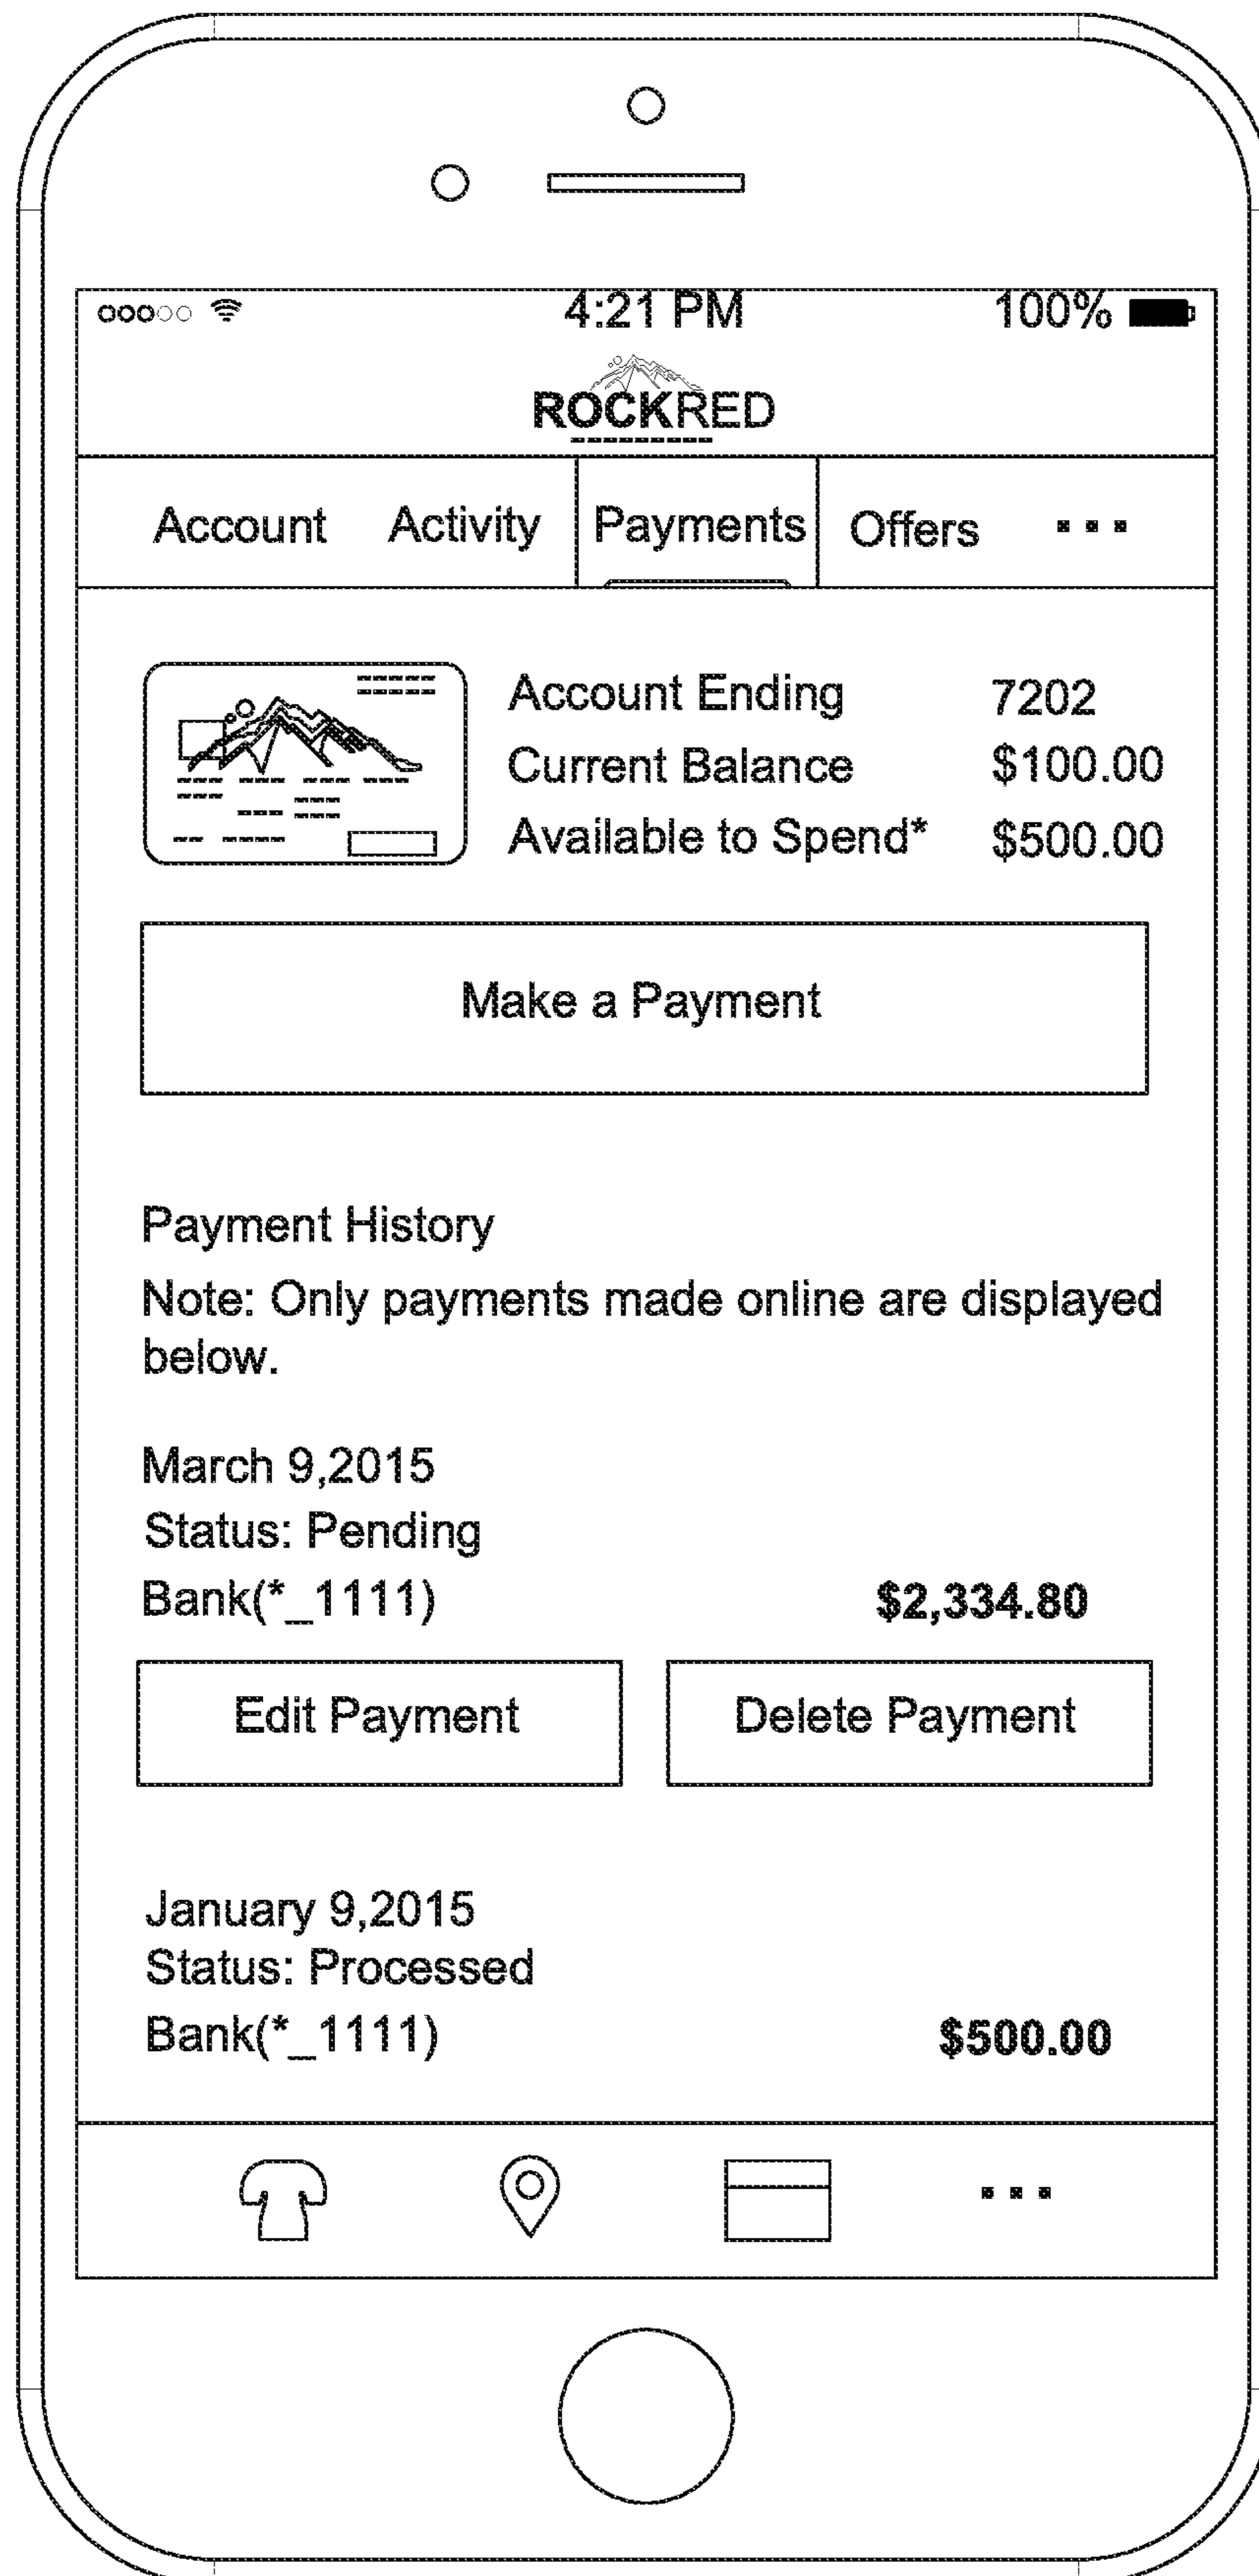 4:21 PM 100%
ROCKRED
Account Activity Payments Offers ...
Account Ending 7202
Current Balance $100.00
Available to Spend* $500.00
Make a Payment
Payment History
Note: Only payments made online are displayed
below.
March 9,2015
Status: Pending
Bank(*_1111) $2,334.80
Edit Payment Delete Payment
January 9,2015
Status: Processed
Bank(*_1111) $500.00
...